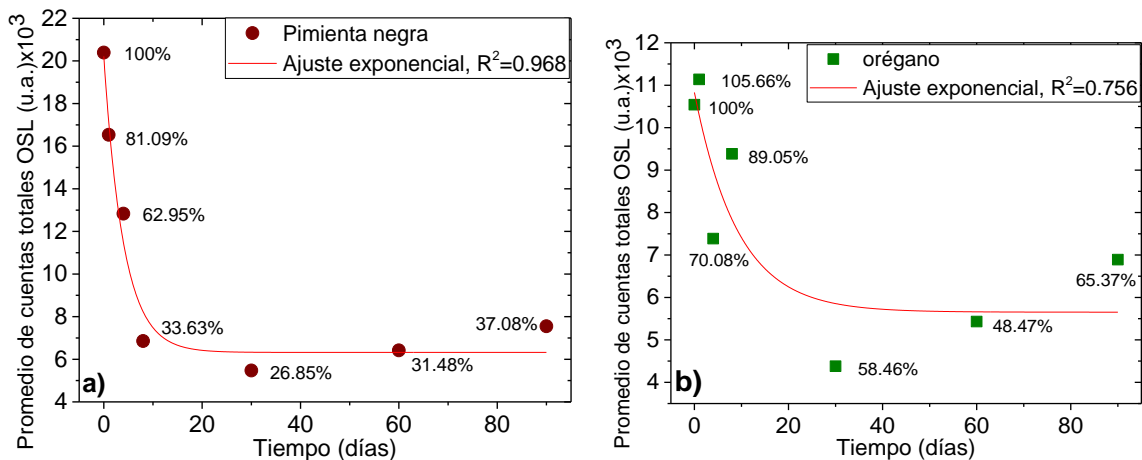 Promedio de cuentas totales OSL (u.a.)x10³
22
20
18
16
14
12
10
8
6
4
Pimienta negra
Ajuste exponencial, R²=0.968
100%
81.09%
62.95%
33.63%
26.85%
31.48%
37.08%
a)
0 20 40 60 80
Tiempo (días)
Promedio de cuentas totales OSL (u.a.)x10³
12
11
10
9
8
7
6
5
4
orégano
Ajuste exponencial, R²=0.756
105.66%
100%
89.05%
70.08%
65.37%
48.47%
58.46%
b)
0 20 40 60 80
Tiempo (días)